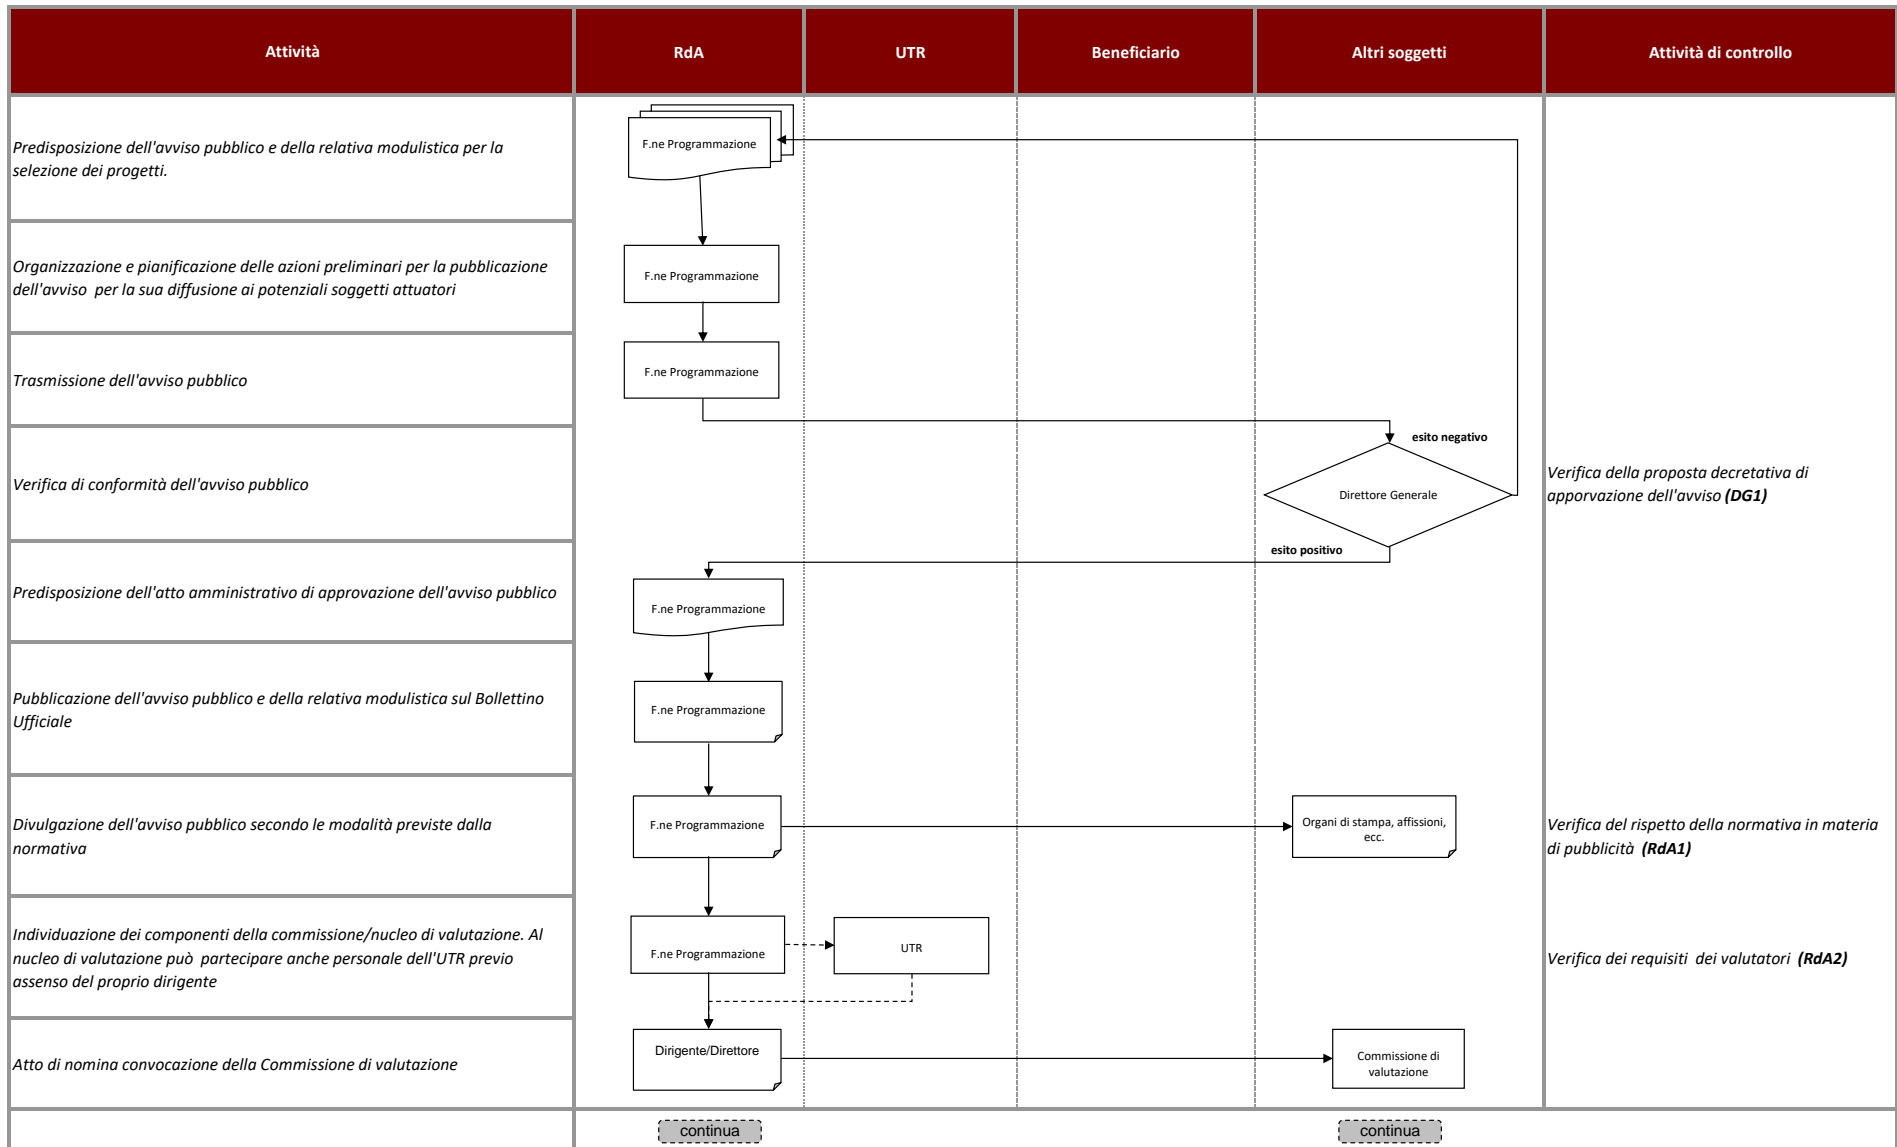 Attività
RdA
UTR
Beneficiario
Altri soggetti
Attività di controllo
Predisposizione dell'avviso pubblico e della relativa modulistica per la
selezione dei progetti.
F.ne Programmazione
Organizzazione e pianificazione delle azioni preliminari per la pubblicazione
dell'avviso per la sua diffusione ai potenziali soggetti attuatori
F.ne Programmazione
Trasmissione dell'avviso pubblico
F.ne Programmazione
esito negativo
Verifica di conformità dell'avviso pubblico
Direttore Generale
Verifica della proposta decretativa di
apporvazione dell'avviso (DG1)
esito positivo
Predisposizione dell'atto amministrativo di approvazione dell'avviso pubblico
F.ne Programmazione
Pubblicazione dell'avviso pubblico e della relativa modulistica sul Bollettino
Ufficiale
F.ne Programmazione
Divulgazione dell'avviso pubblico secondo le modalità previste dalla
normativa
F.ne Programmazione
Organi di stampa, affissioni,
ecc.
Verifica del rispetto della normativa in materia
di pubblicità (RdA1)
Individuazione dei componenti della commissione/nucleo di valutazione. Al
nucleo di valutazione può partecipare anche personale dell'UTR previo
assenso del proprio dirigente
F.ne Programmazione
UTR
Verifica dei requisiti dei valutatori (RdA2)
Atto di nomina convocazione della Commissione di valutazione
Dirigente/Direttore
Commissione di
valutazione
continua
continua